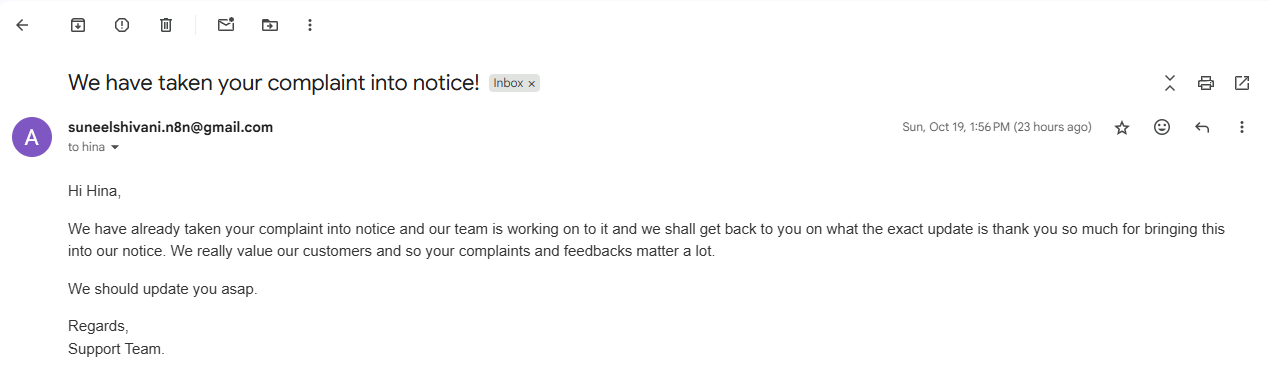 We have taken your complaint into notice! Inbox ×
A suneelshivani.n8n@gmail.com Sun, Oct 19, 1:56 PM (23 hours ago)
to hina
Hi Hina,
We have already taken your complaint into notice and our team is working on to it and we shall get back to you on what the exact update is thank you so much for bringing this
into our notice. We really value our customers and so your complaints and feedbacks matter a lot.
We should update you asap.
Regards,
Support Team.